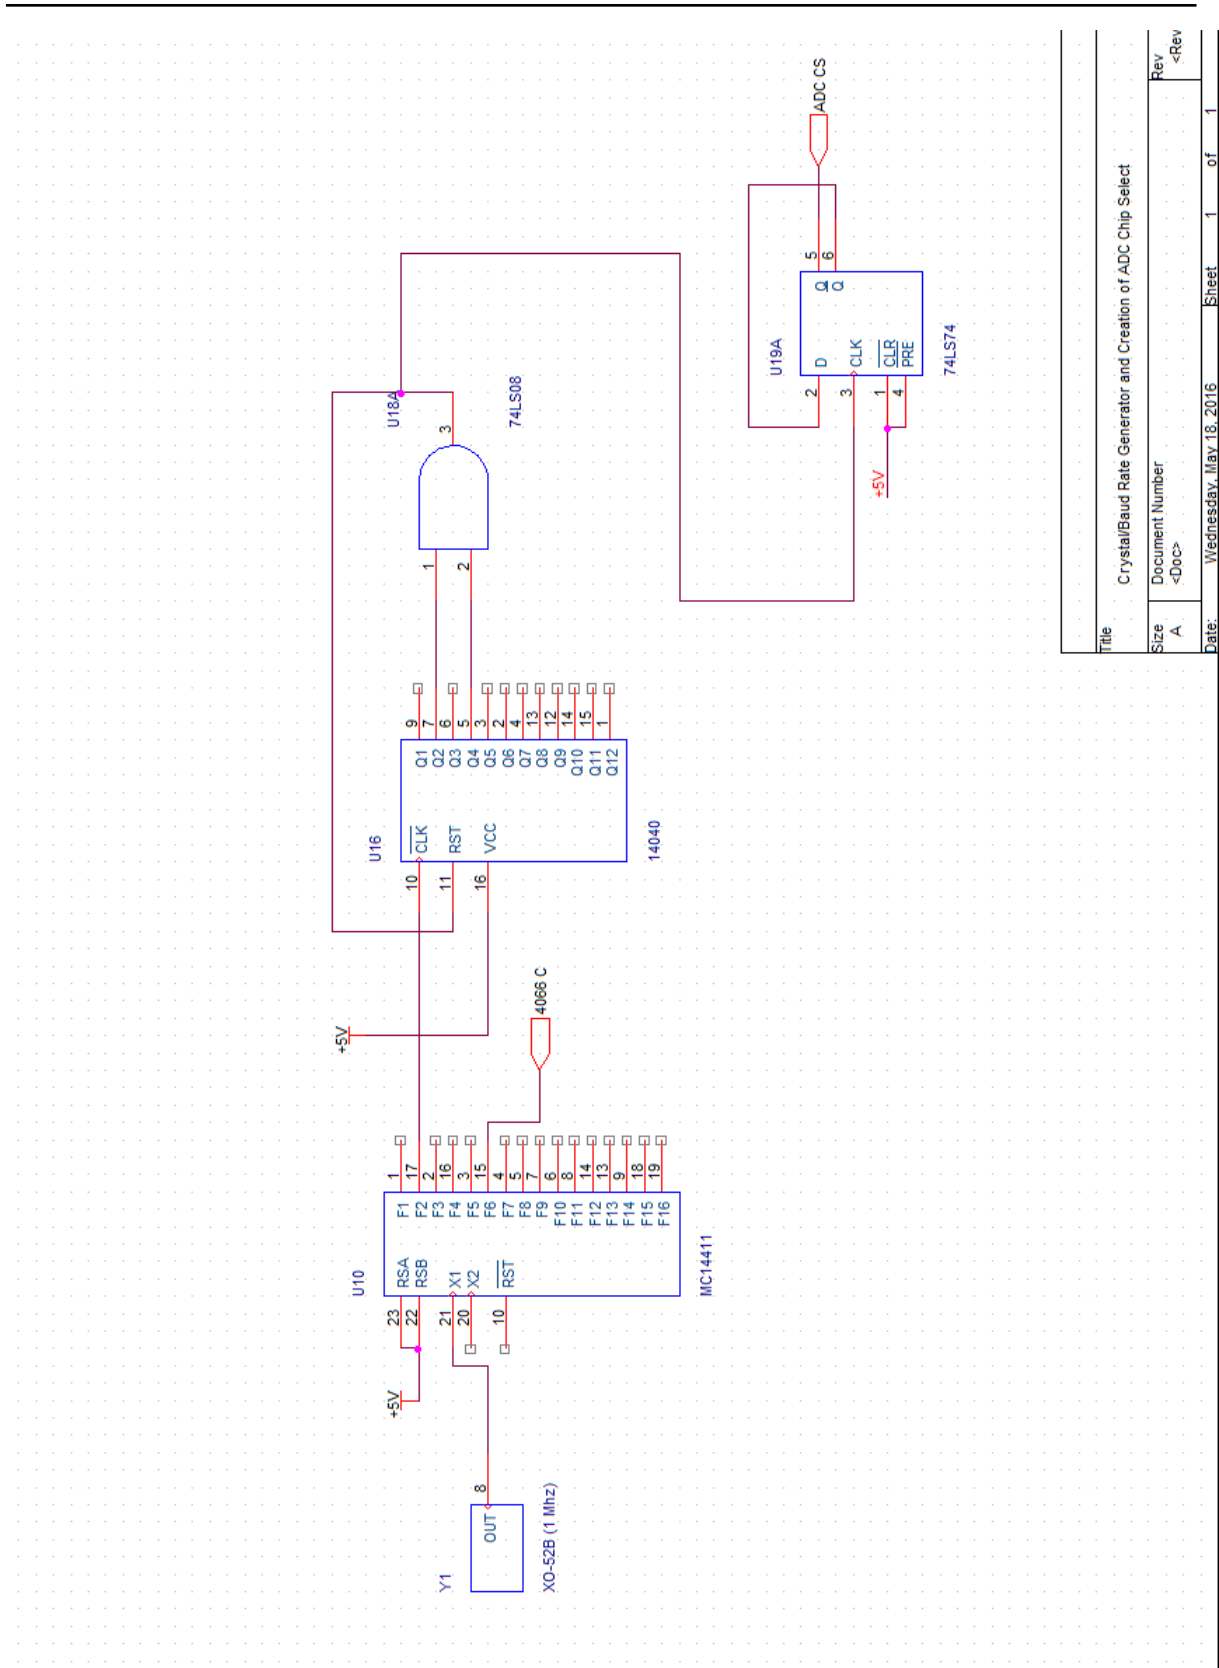 Y1
OUT
8
XO-52B (1 Mhz)
+5V
U10
23
22
21
20
10
RSA
RSB
X1
X2
RST
F1
F2
F3
F4
F5
F6
F7
F8
F9
F10
F11
F12
F13
F14
F15
F16
1
17
2
16
3
15
4
5
7
6
8
14
13
9
18
19
MC14411
4066 C
+5V
U16
10
11
16
CLK
RST
VCC
Q1
Q2
Q3
Q4
Q5
Q6
Q7
Q8
Q9
Q10
Q11
Q12
9
7
6
5
3
2
4
13
12
14
15
1
14040
U18A
1
2
3
74LS08
U19A
2
3
1
4
D
CLK
CLR
PRE
Q
Q
5
6
+5V
74LS74
ADC CS
Title
Crystal/Baud Rate Generator and Creation of ADC Chip Select
Size
A
Document Number
<Doc>
Rev
<Rev
Date:
Wednesday, May 18, 2016
Sheet
1
of
1